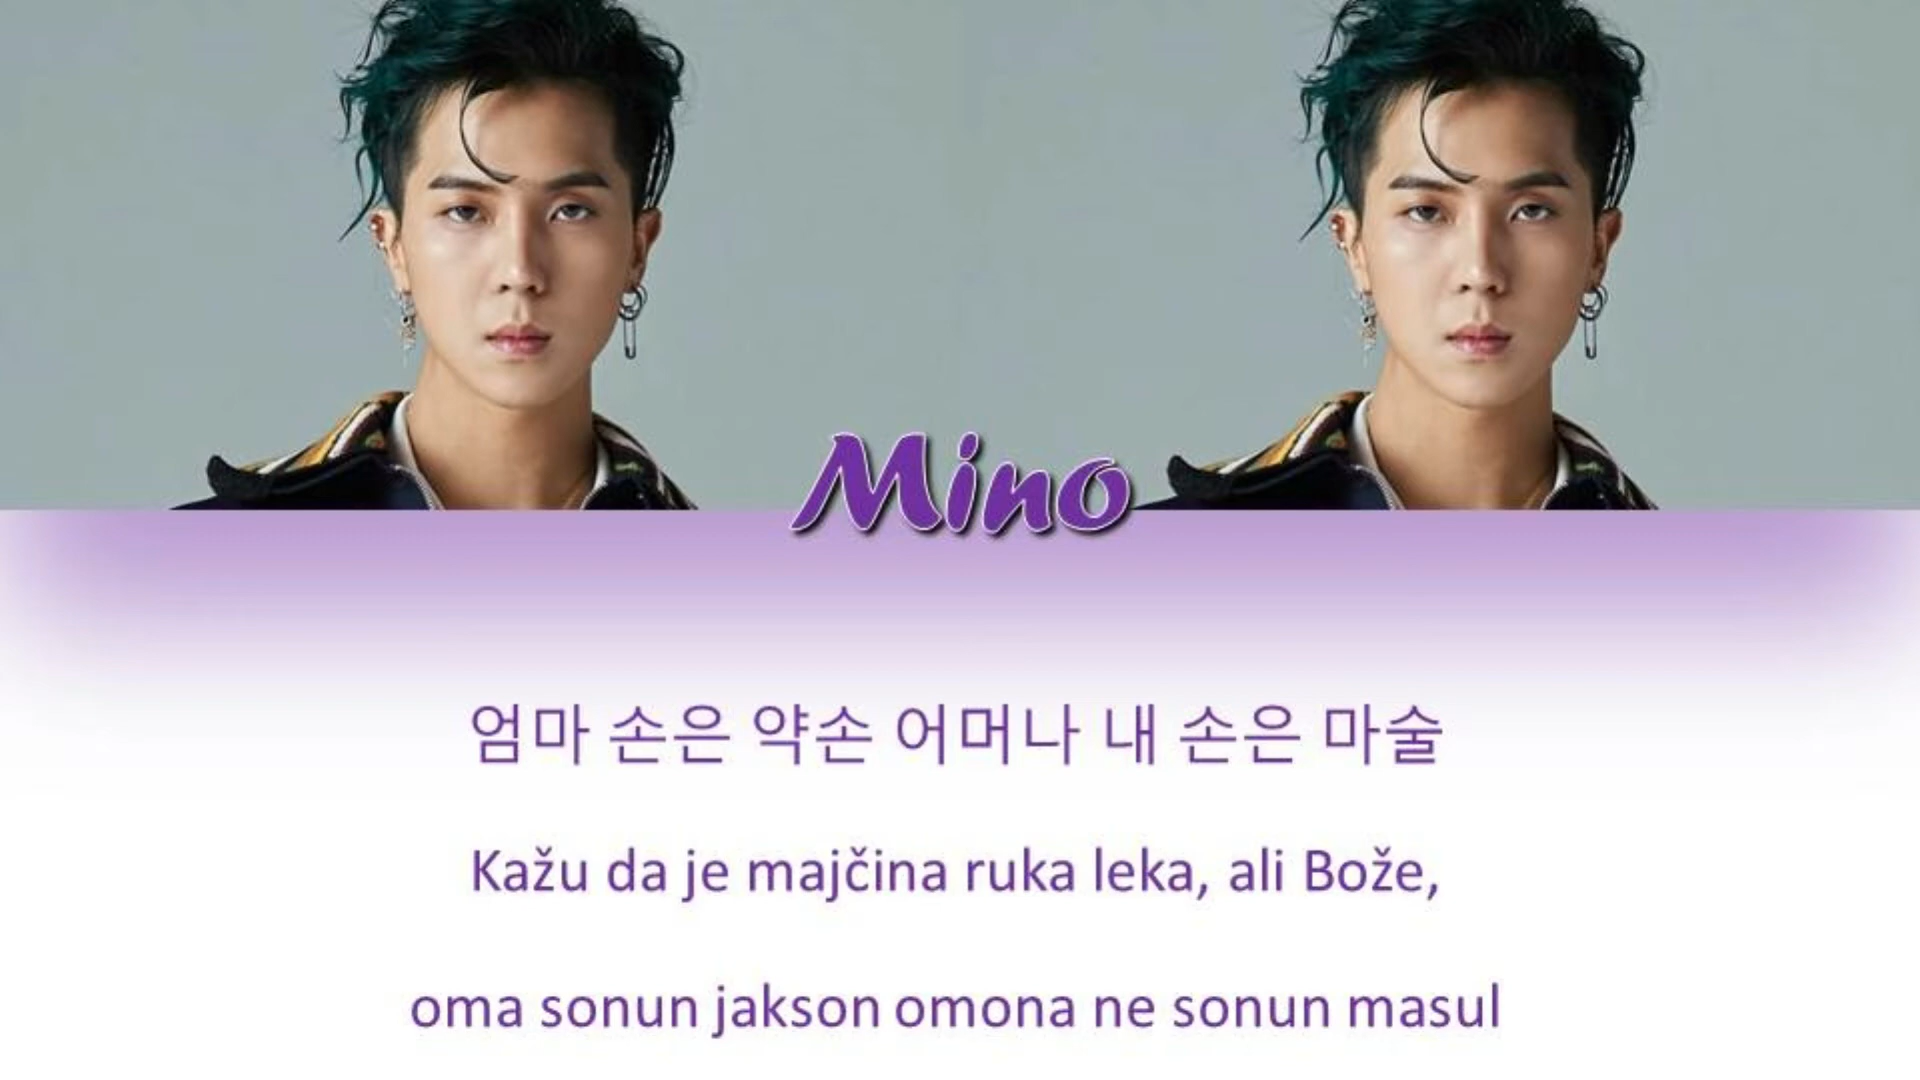 Mino
엄마 손은 약손 어머나 내 손은 마술
Kažu da je majčina ruka leka, ali Bože,
oma sonun jakson omona ne sonun masul